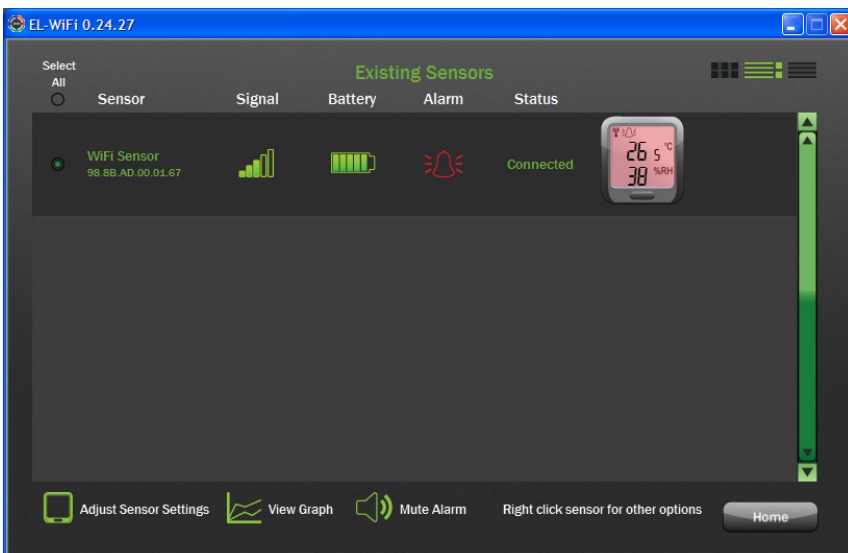 EL-WiFi 0.24.27
Select
All
Existing Sensors
Sensor Signal Battery Alarm Status
WiFi Sensor
98.8B.AD.00.01.67
Connected
26 5 °C
38 %RH
Adjust Sensor Settings View Graph Mute Alarm Right click sensor for other options Home